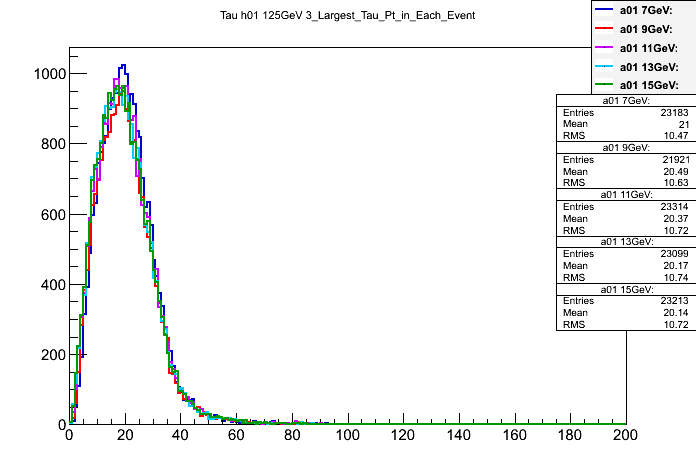 Tau h01 125GeV 3_Largest_Tau_Pt_in_Each_Event
a01 7GeV:
a01 9GeV:
a01 11GeV:
a01 13GeV:
a01 15GeV:
a01 7GeV:
Entries 23183
Mean 21
RMS 10.47
a01 9GeV:
Entries 21921
Mean 20.49
RMS 10.63
a01 11GeV:
Entries 23314
Mean 20.37
RMS 10.72
a01 13GeV:
Entries 23099
Mean 20.17
RMS 10.74
a01 15GeV:
Entries 23213
Mean 20.14
RMS 10.72
1000
800
600
400
200
0
0 20 40 60 80 100 120 140 160 180 200